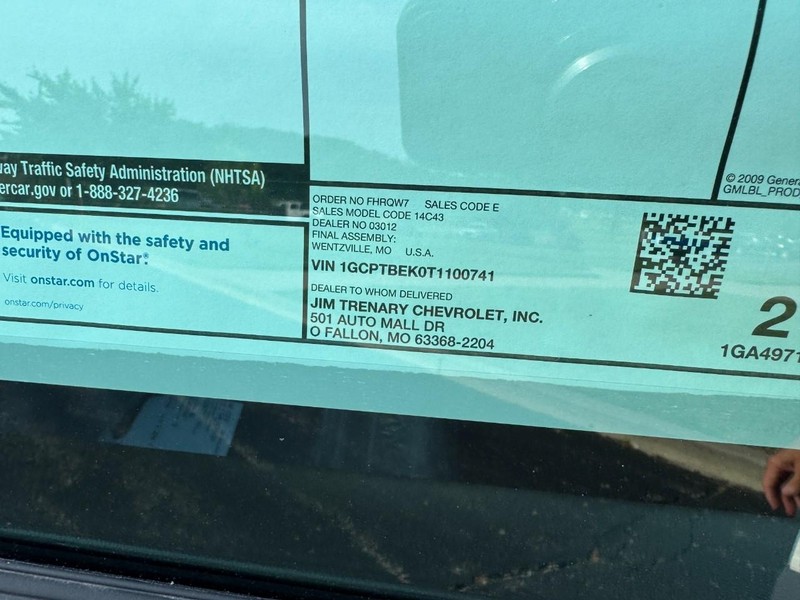 way Traffic Safety Administration (NHTSA)
ercar.gov or 1-888-327-4236
Equipped with the safety and
security of OnStar®
Visit onstar.com for details.
onstar.com/privacy
ORDER NO FHRQW7 SALES CODE E
SALES MODEL CODE 14C43
DEALER NO 03012
FINAL ASSEMBLY:
WENTZVILLE, MO U.S.A.
VIN 1GCPTBEK0T1100741
DEALER TO WHOM DELIVERED
JIM TRENARY CHEVROLET, INC.
501 AUTO MALL DR
O FALLON, MO 63368-2204
© 2009 Genera
GMLBL_PROD
2
1GA4971